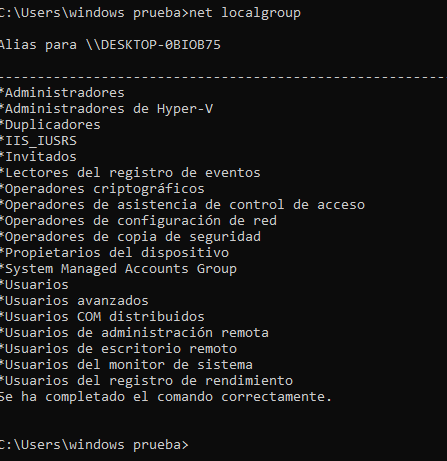 C:\Users\windows prueba>net localgroup
Alias para \\DESKTOP-0BIOB75
-------------------------------------------------------
*Administradores
*Administradores de Hyper-V
*Duplicadores
*IIS_IUSRS
*Invitados
*Lectores del registro de eventos
*Operadores criptográficos
*Operadores de asistencia de control de acceso
*Operadores de configuración de red
*Operadores de copia de seguridad
*Propietarios del dispositivo
*System Managed Accounts Group
*Usuarios
*Usuarios avanzados
*Usuarios COM distribuidos
*Usuarios de administración remota
*Usuarios de escritorio remoto
*Usuarios del monitor de sistema
*Usuarios del registro de rendimiento
Se ha completado el comando correctamente.
C:\Users\windows prueba>